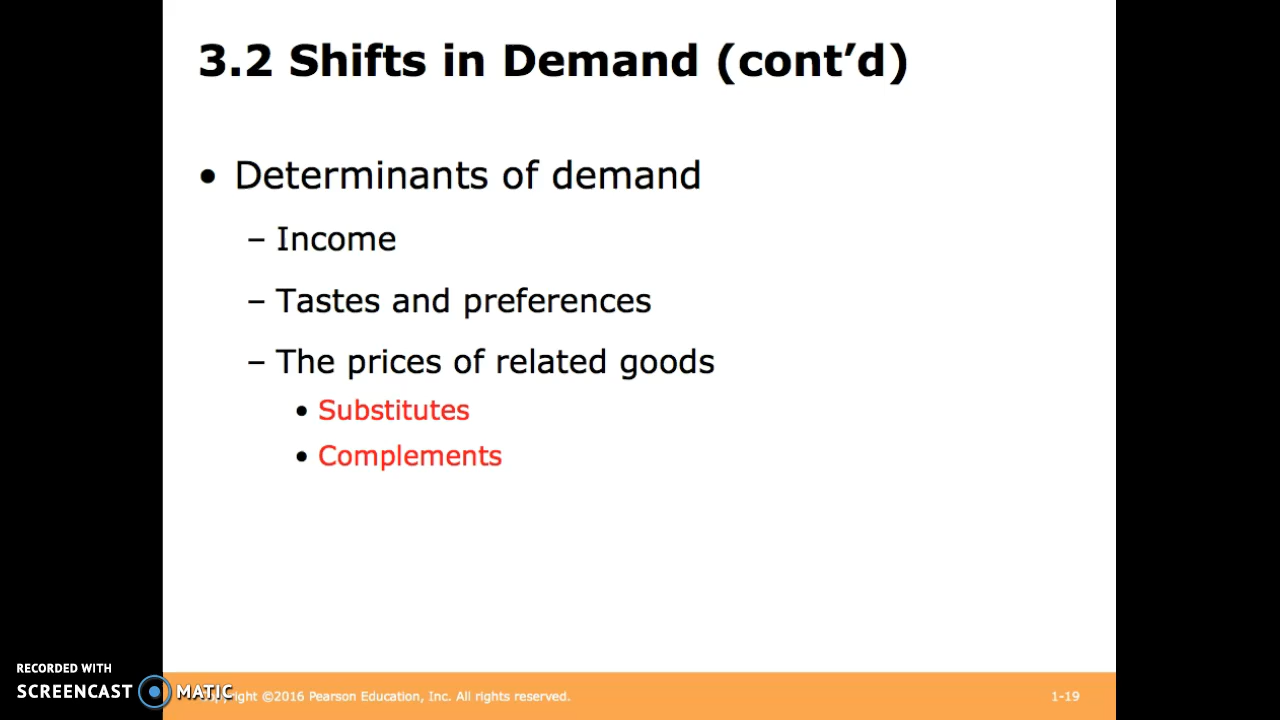 3.2 Shifts in Demand (cont’d)
• Determinants of demand
– Income
– Tastes and preferences
– The prices of related goods
• Substitutes
• Complements
RECORDED WITH
SCREENCAST MATIC
©2016 Pearson Education, Inc. All rights reserved.
1-19